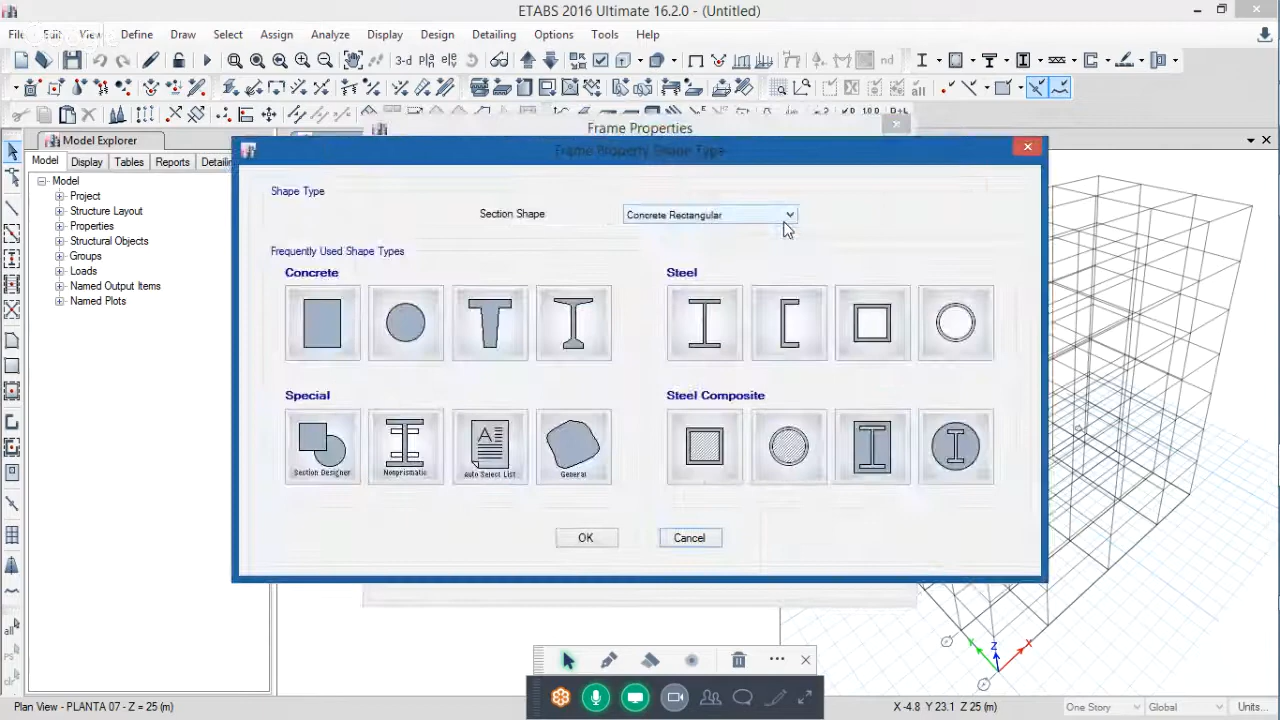 ETABS 2016 Ultimate 16.2.0 - (Untitled)
File Edit View Define Draw Select Assign Analyze Display Design Detailing Options Tools Help
3-d
nd
all
Model Explorer
Frame Properties
Model Display Tables Reports
Frame Property Shape Type
Model
Project
Structure Layout
Properties
Structural Objects
Groups
Loads
Named Output Items
Named Plots
Shape Type
Section Shape Concrete Rectangular
Frequently Used Shape Types
Concrete
Steel
Special
Steel Composite
Section Designer
Nonprismatic
Auto Select List
General
OK
Cancel
all
Plan View - PLANTA 07 - Z = 25 (m)
X -4.8 Y 23.1 Z 25 (m)
One Story
Global
Units...
X
Z